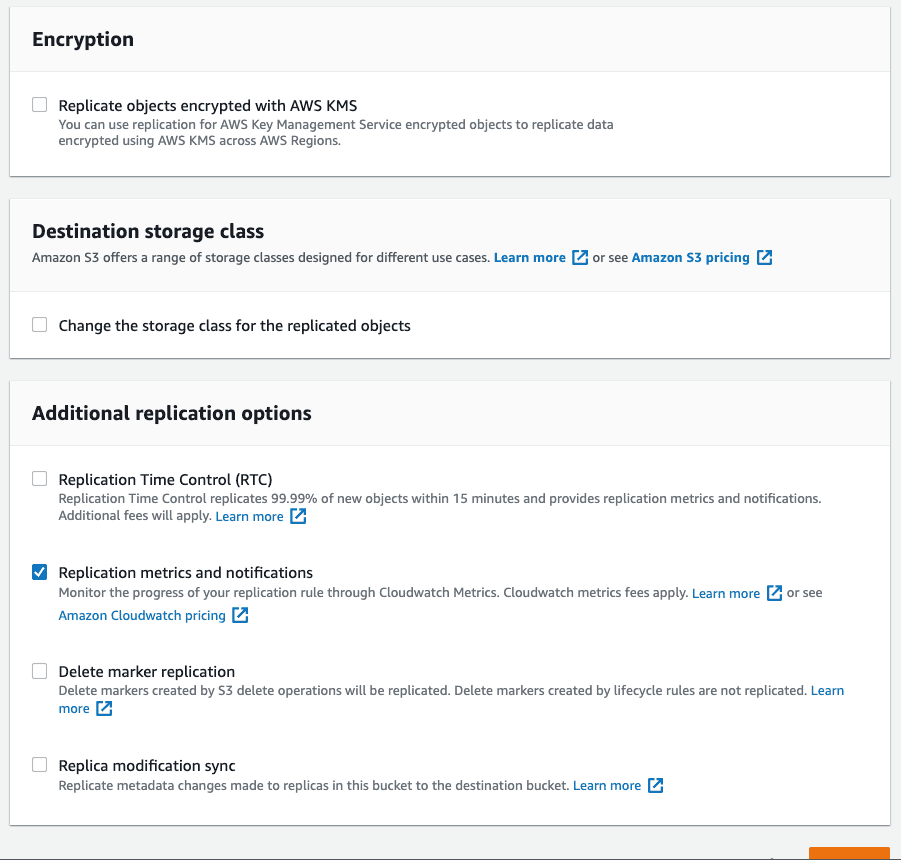 Encryption
Replicate objects encrypted with AWS KMS
You can use replication for AWS Key Management Service encrypted objects to replicate data
encrypted using AWS KMS across AWS Regions.
Destination storage class
Amazon S3 offers a range of storage classes designed for different use cases. Learn more or see Amazon S3 pricing
Change the storage class for the replicated objects
Additional replication options
Replication Time Control (RTC)
Replication Time Control replicates 99.99% of new objects within 15 minutes and provides replication metrics and notifications.
Additional fees will apply. Learn more
Replication metrics and notifications
Monitor the progress of your replication rule through Cloudwatch Metrics. Cloudwatch metrics fees apply. Learn more or see
Amazon Cloudwatch pricing
Delete marker replication
Delete markers created by S3 delete operations will be replicated. Delete markers created by lifecycle rules are not replicated. Learn
more
Replica modification sync
Replicate metadata changes made to replicas in this bucket to the destination bucket. Learn more